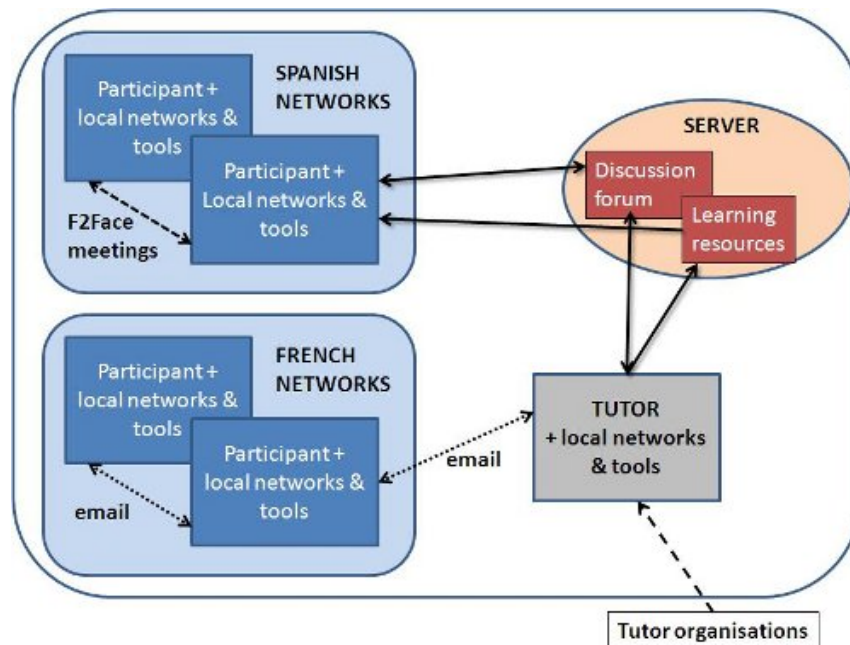 SPANISH
NETWORKS
Participant +
local networks &
tools
Participant +
Local networks &
tools
F2Face
meetings
SERVER
Discussion
forum
Learning
resources
FRENCH
NETWORKS
Participant +
local networks &
tools
Participant +
local networks &
tools
email
email
TUTOR
+ local networks
& tools
Tutor organisations